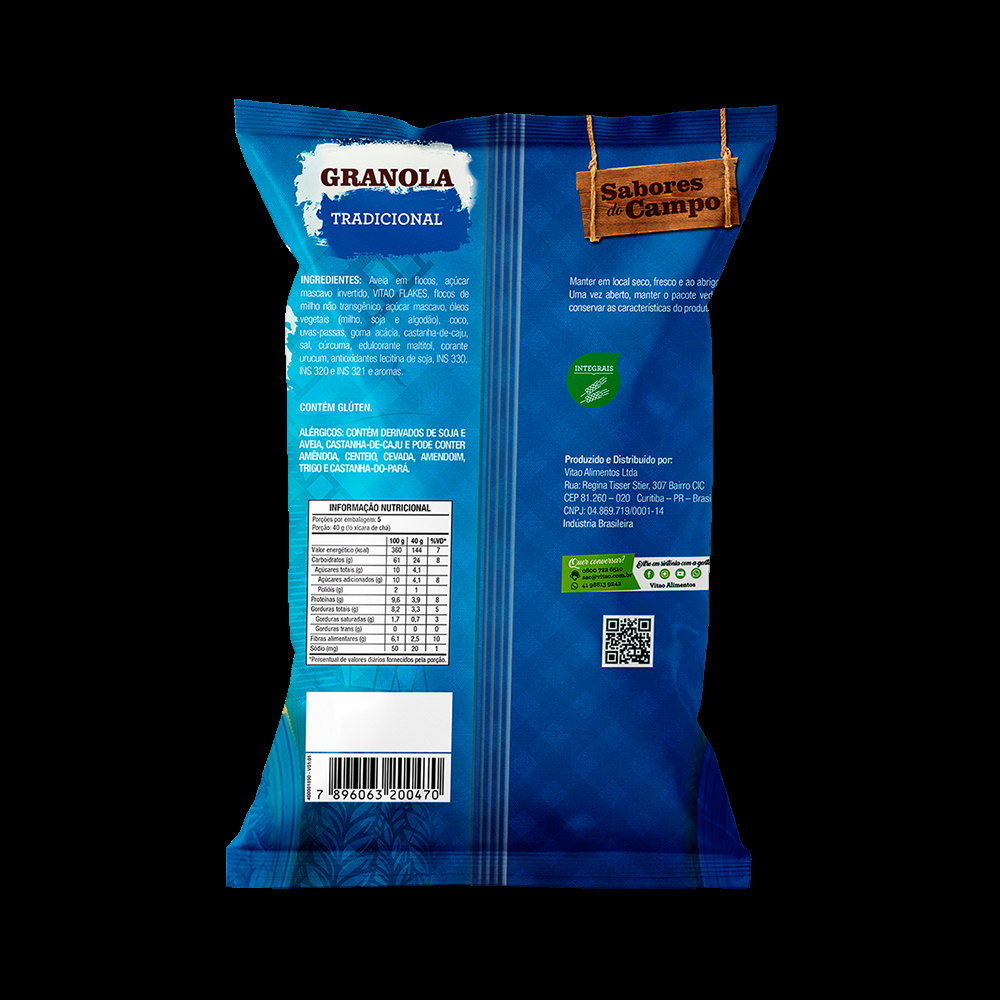 GRANOLA
TRADICIONAL
Sabores
do Campo
INGREDIENTES: Aveia em flocos, açúcar
mascavo invertido, VITAO FLAKES, flocos de
milho não transgênico, açúcar mascavo, óleos
vegetais (milho, soja e algodão), coco,
uvas-passas, goma acácia, castanha-de-caju,
sal, cúrcuma, edulcorante maltitol, corante
urucum, antioxidantes lecitina de soja, INS 330,
INS 320 e INS 321 e aromas.
CONTÉM GLÚTEN.
ALÉRGICOS: CONTÉM DERIVADOS DE SOJA E
AVEIA, CASTANHA-DE-CAJU E PODE CONTER
AMÊNDOA, CENTEIO, CEVADA, AMENDOIM,
TRIGO E CASTANHA-DO-PARÁ.
INFORMAÇÃO NUTRICIONAL
Porções por embalagem: 5
Porção: 40 g (½ xícara de chá)
100 g 40 g %VD*
Valor energético (kcal) 360 144 7
Carboidratos (g) 61 24 8
Açúcares totais (g) 10 4,1
Açúcares adicionados (g) 10 4,1 8
Polióis (g) 2 1
Proteínas (g) 9,6 3,9 8
Gorduras totais (g) 8,2 3,3 5
Gorduras saturadas (g) 1,7 0,7 3
Gorduras trans (g) 0 0 0
Fibras alimentares (g) 6,1 2,5 10
Sódio (mg) 50 20 1
*Percentual de valores diários fornecidos pela porção.
7 896063 200470
Manter em local seco, fresco e ao abrigo
Uma vez aberto, manter o pacote ved
conservar as características do produt
INTEGRAIS
Produzido e Distribuído por:
Vitao Alimentos Ltda
Rua: Regina Tisser Stier, 307 Bairro CIC
CEP 81.260 – 020 Curitiba – PR – Brasi
CNPJ: 04.869.719/0001-14
Indústria Brasileira
Quer conversar?
0800 722 6510
sac@vitao.com.br
41 98813 9242
Entre em sintonia com a gente
Vitao Alimentos